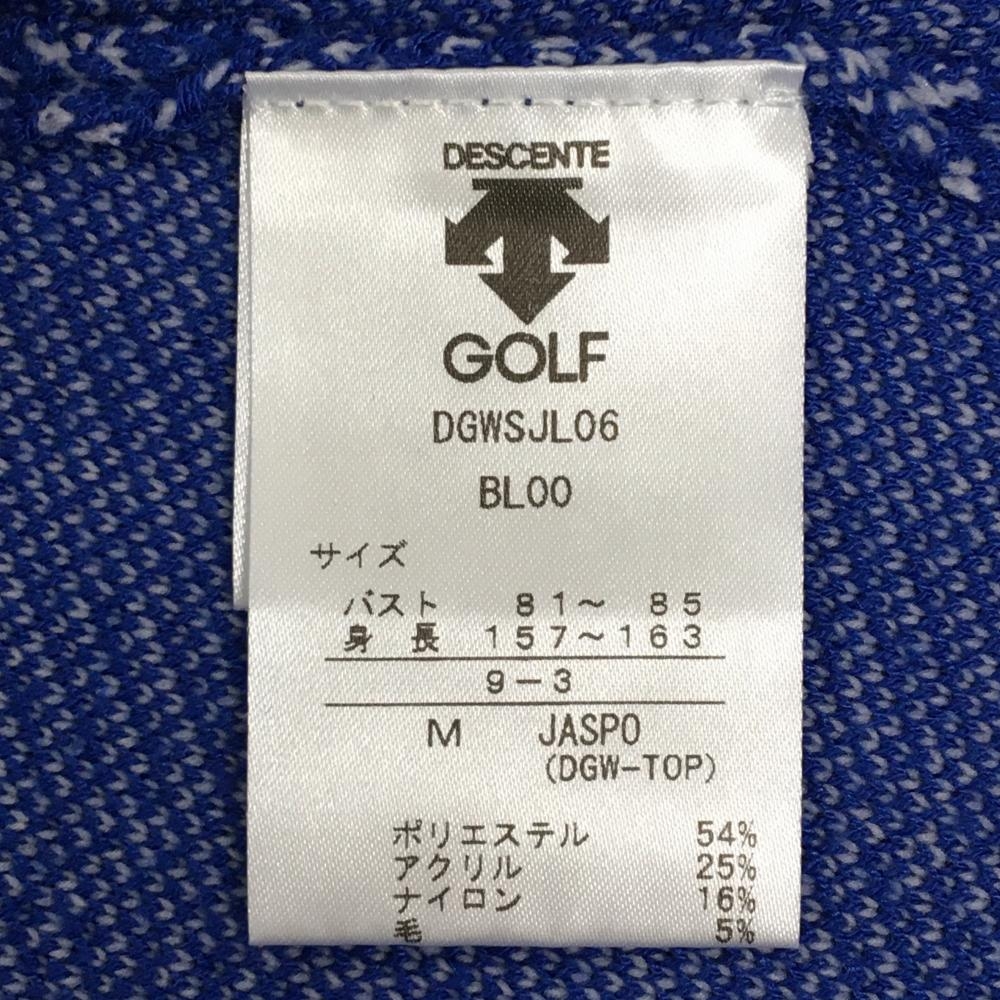 DESCENTE
GOLF
DGWSJL06
BL00
サイズ
バスト 81～ 85
身 長 157～163
9－3
M JASPO
(DGW-TOP)
ポリエステル 54%
アクリル 25%
ナイロン 16%
毛 5%